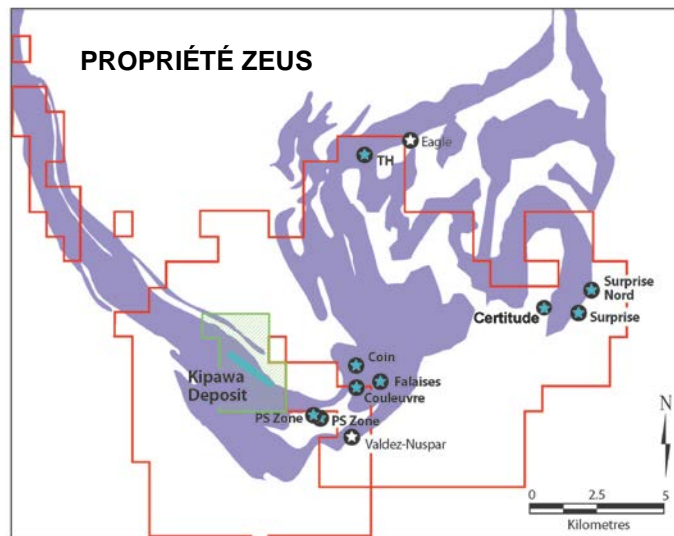 PROPRIÉTÉ ZEUS
Eagle
TH
Surprise
Nord
Certitude
Surprise
Coin
Kipawa
Deposit
Falaises
Couleuvre
PS Zone
PS Zone
Valdez-Nuspar
N
0 2.5 5
Kilometres